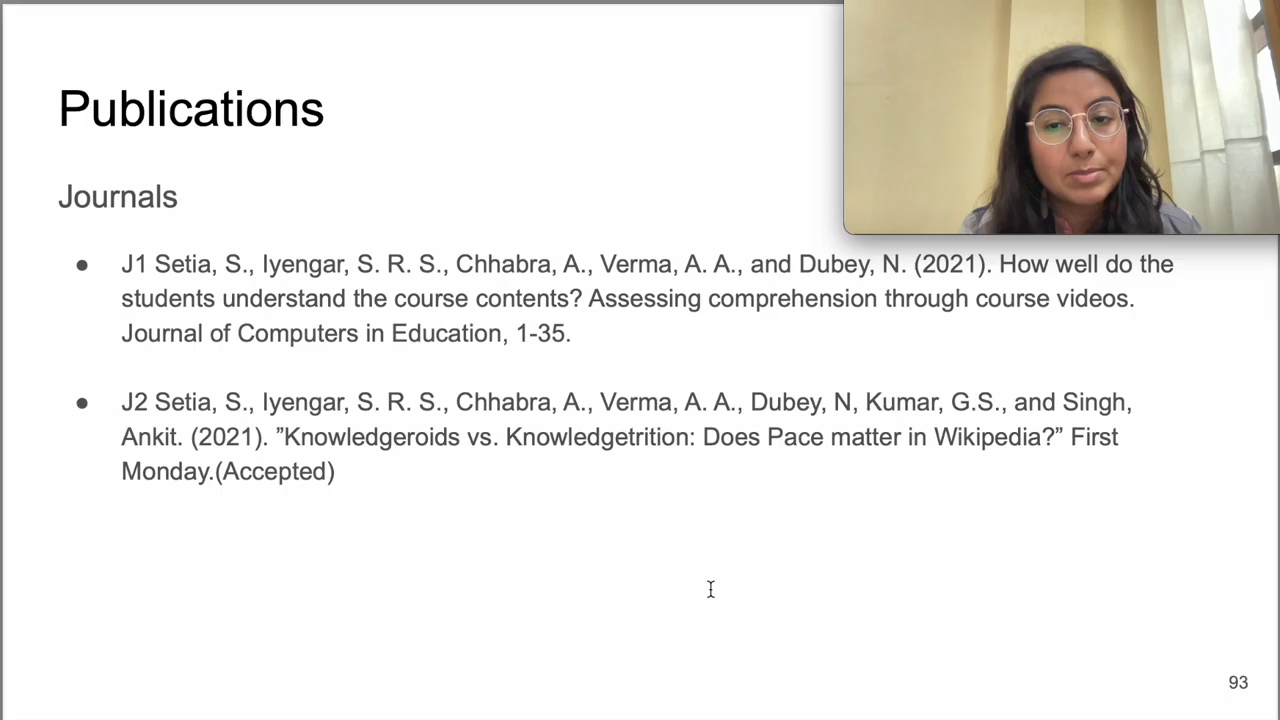 Publications
Journals
● J1 Setia, S., Iyengar, S. R. S., Chhabra, A., Verma, A. A., and Dubey, N. (2021). How well do the
students understand the course contents? Assessing comprehension through course videos.
Journal of Computers in Education, 1-35.
● J2 Setia, S., Iyengar, S. R. S., Chhabra, A., Verma, A. A., Dubey, N, Kumar, G.S., and Singh,
Ankit. (2021). ”Knowledgeroids vs. Knowledgetrition: Does Pace matter in Wikipedia?” First
Monday.(Accepted)
93